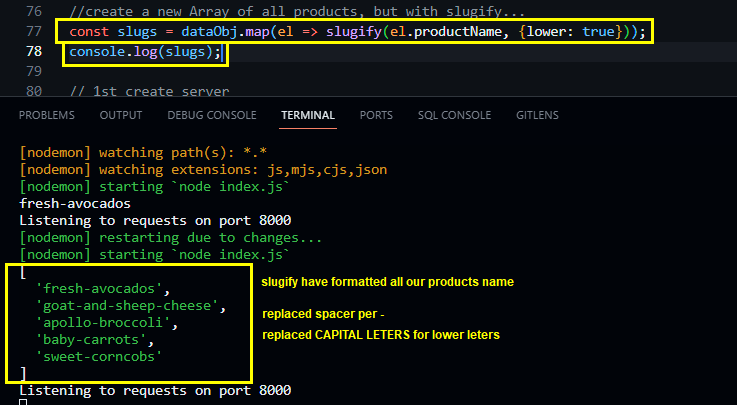 76 //create a new Array of all products, but with slugify...
77 const slugs = dataObj.map(el => slugify(el.productName, {lower: true}));
78 console.log(slugs);
79
80 // 1st create server
PROBLEMS OUTPUT DEBUG CONSOLE TERMINAL PORTS SQL CONSOLE GITLENS
[nodemon] watching path(s): *.*
[nodemon] watching extensions: js,mjs,cjs,json
[nodemon] starting `node index.js`
fresh-avocados
Listening to requests on port 8000
[nodemon] restarting due to changes...
[nodemon] starting `node index.js`
[
'fresh-avocados', slugify have formatted all our products name
'goat-and-sheep-cheese',
replaced spacer per -
'apollo-broccoli',
replaced CAPITAL LETERS for lower leters
'baby-carrots',
'sweet-corncobs'
]
Listening to requests on port 8000